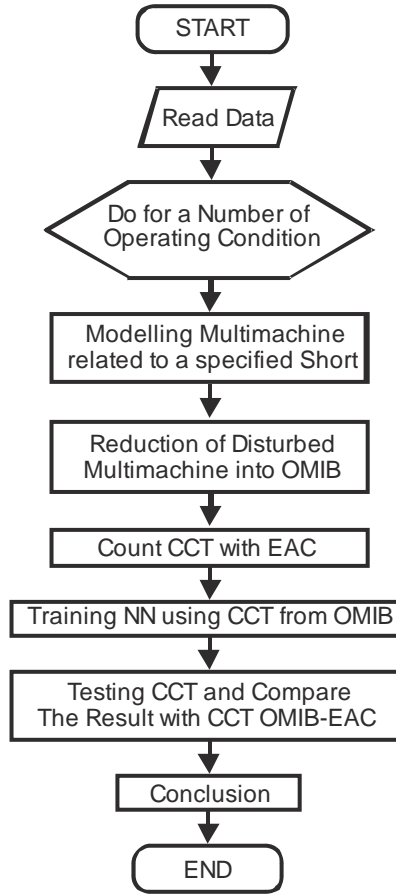 START
Read Data
Do for a Number of
Operating Condition
Modelling Multimachine
related to a specified Short
Reduction of Disturbed
Multimachine into OMIB
Count CCT with EAC
Training NN using CCT from OMIB
Testing CCT and Compare
The Result with CCT OMIB-EAC
Conclusion
END